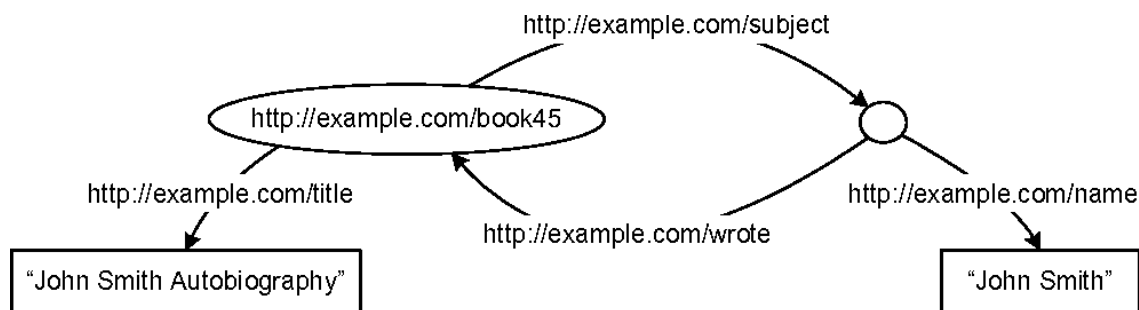 http://example.com/subject
http://example.com/book45
http://example.com/title
http://example.com/name
http://example.com/wrote
“John Smith Autobiography”
“John Smith”